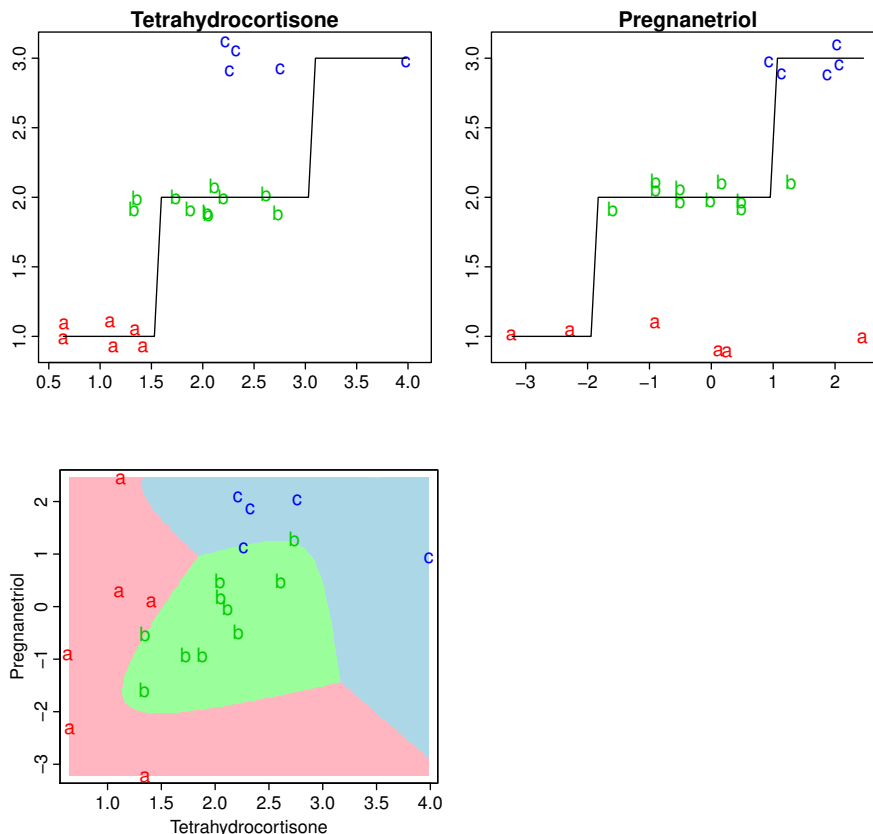 Tetrahydrocortisone
3.0
2.5
2.0
1.5
1.0
c c c c c
b b b b b b b b b b
a a a a a a
0.5 1.0 1.5 2.0 2.5 3.0 3.5 4.0
Pregnanetriol
3.0
2.5
2.0
1.5
1.0
c c c c c
b b b b b b b b b b
a a a a a a
−3 −2 −1 0 1 2
Pregnanetriol
2
1
0
−1
−2
−3
a c c c
c b c
b b
a a b b
b b
a b b
b
a
a
1.0 1.5 2.0 2.5 3.0 3.5 4.0
Tetrahydrocortisone